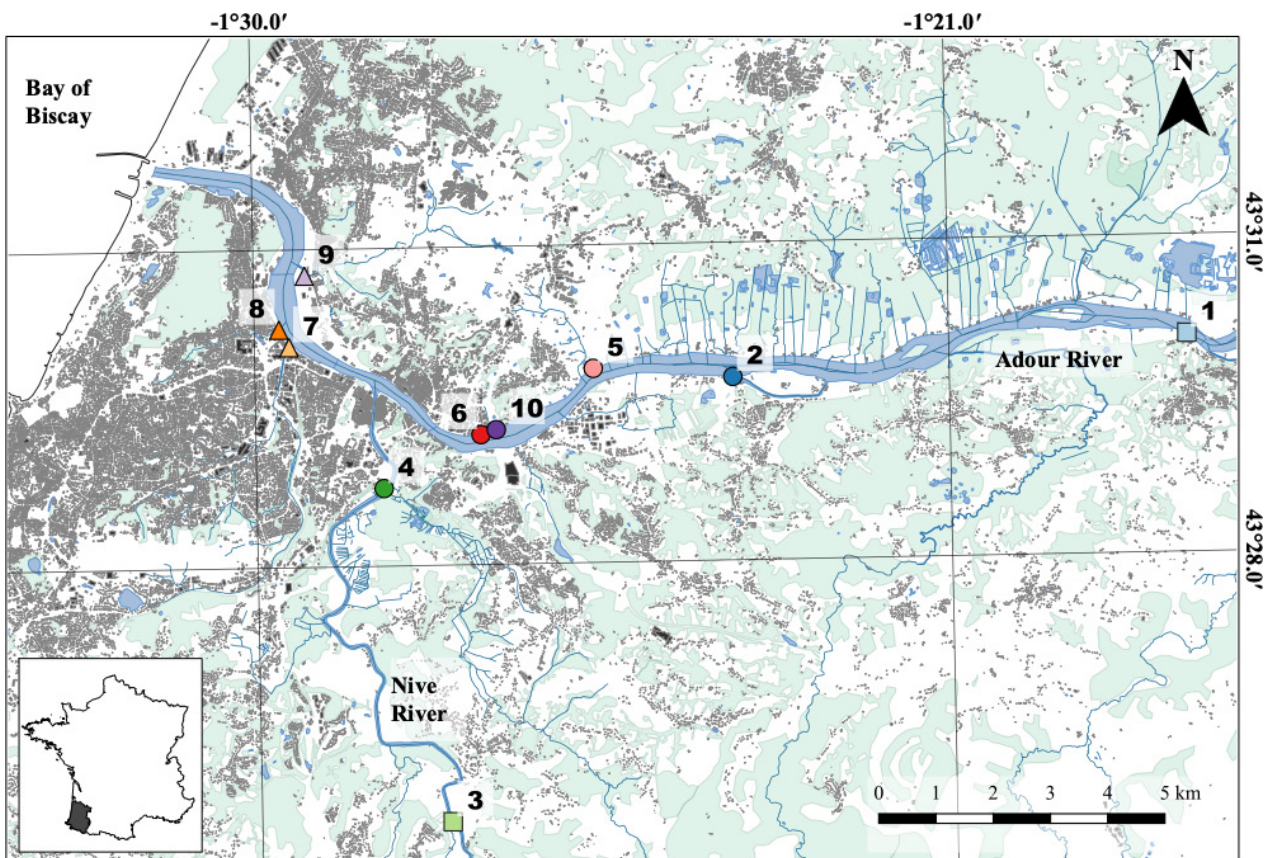 -1°30.0′
-1°21.0′
Bay of
Biscay
N
43°31.0′
9
8
7
1
5
2
Adour River
6
10
4
43°28.0′
Nive
River
3
0 1 2 3 4 5 km